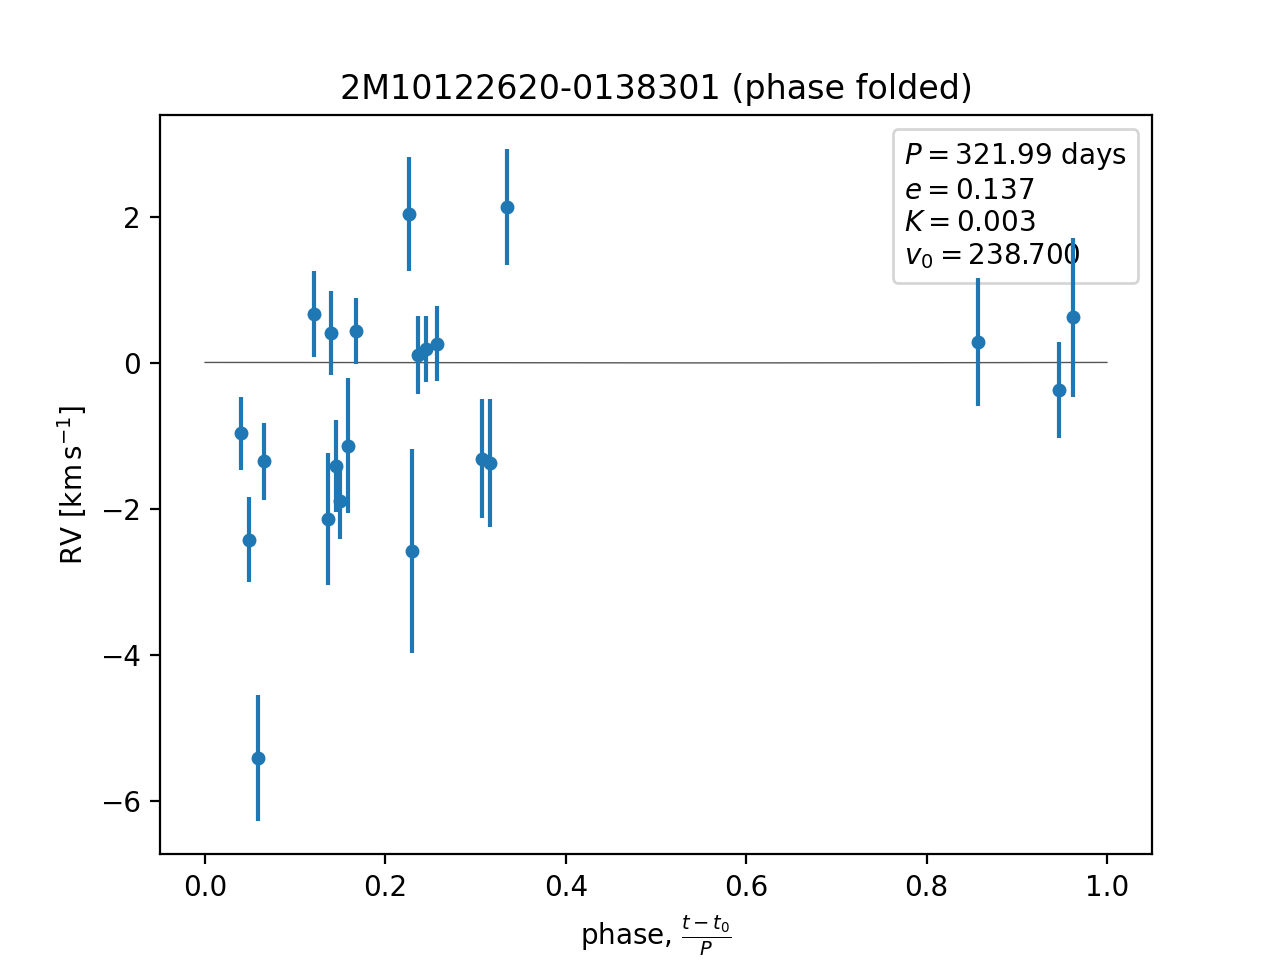 2M10122620-0138301 (phase folded)
P = 321.99 days
e = 0.137
K = 0.003
v₀ = 238.700
2
0
−2
−4
−6
RV [km s⁻¹]
0.0 0.2 0.4 0.6 0.8 1.0
phase, (t − t₀)/P